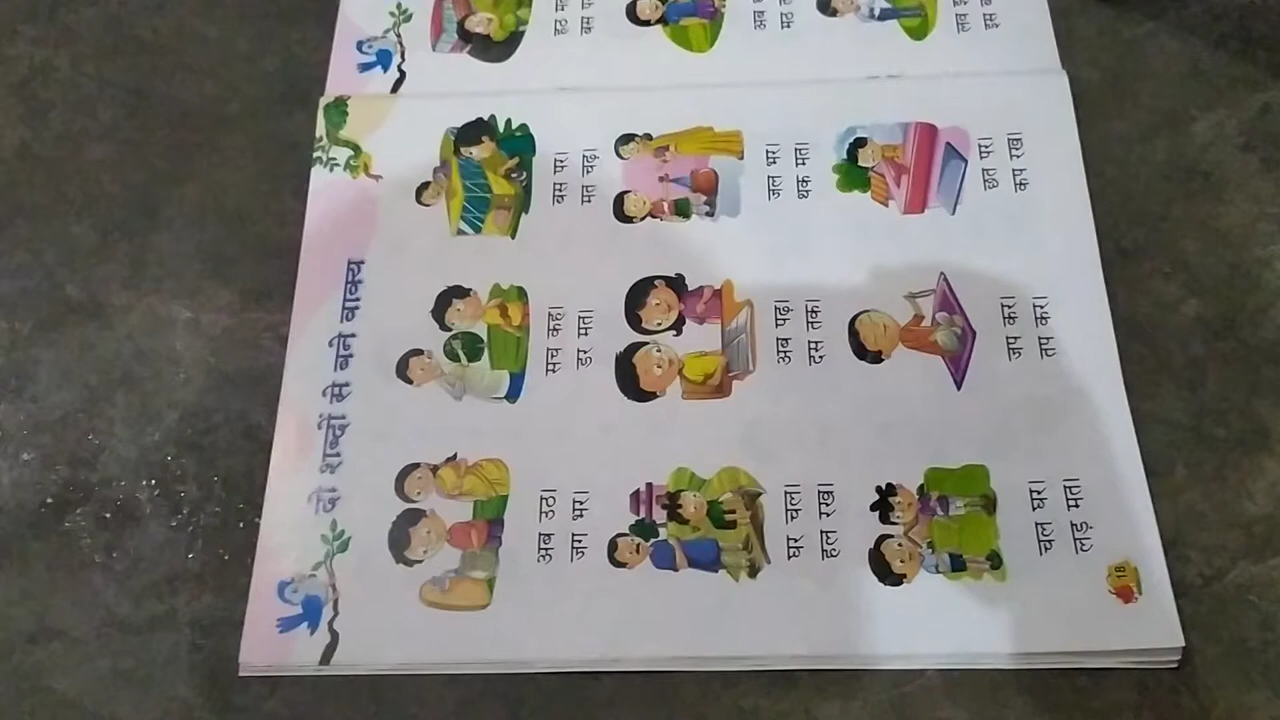 दो शब्दों से बने वाक्य
अब उठ।
जग भर।
सच कहा।
डर मत।
बस पर।
मत चढ़।
घर चल।
हल रख।
अब पढ़।
दस तक।
जल भर।
थक मत।
चल घर।
लड़ मत।
जप कर।
तप कर।
छत पर।
कप रख।
18